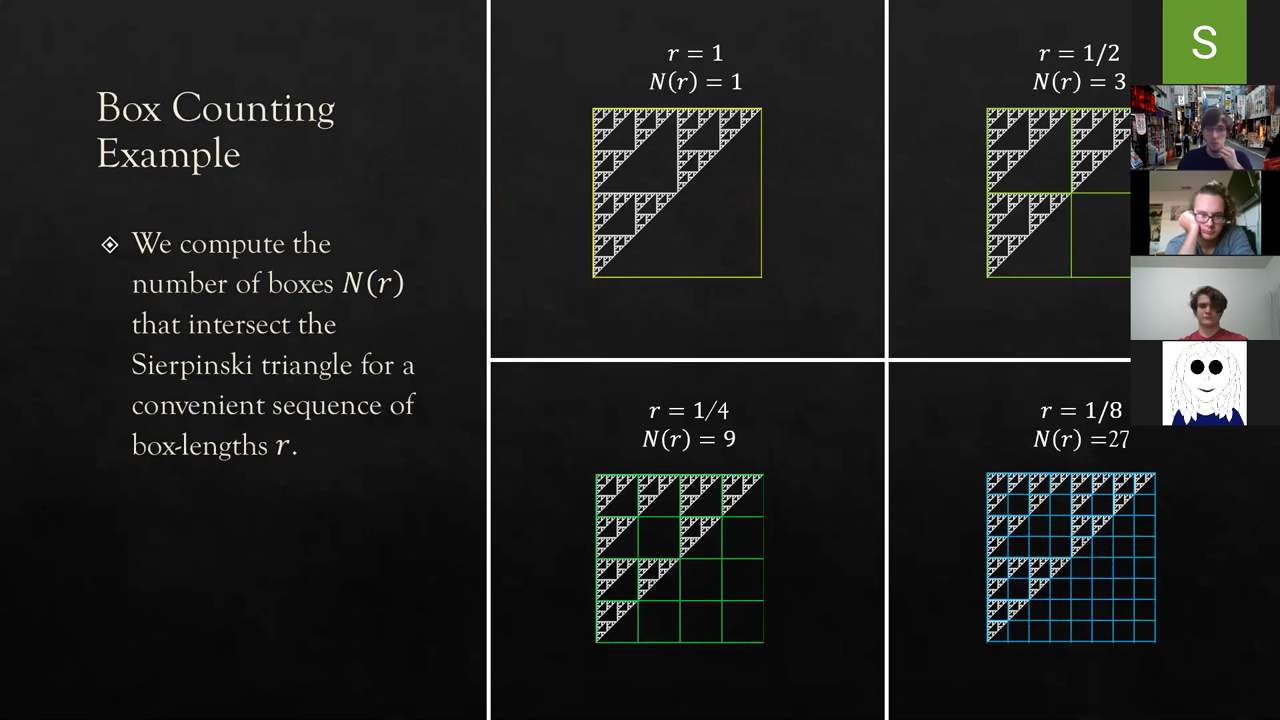 Box Counting
Example
We compute the
number of boxes N(r)
that intersect the
Sierpinski triangle for a
convenient sequence of
box-lengths r.
r = 1
N(r) = 1
r = 1/2
N(r) = 3
r = 1/4
N(r) = 9
r = 1/8
N(r) =27
S